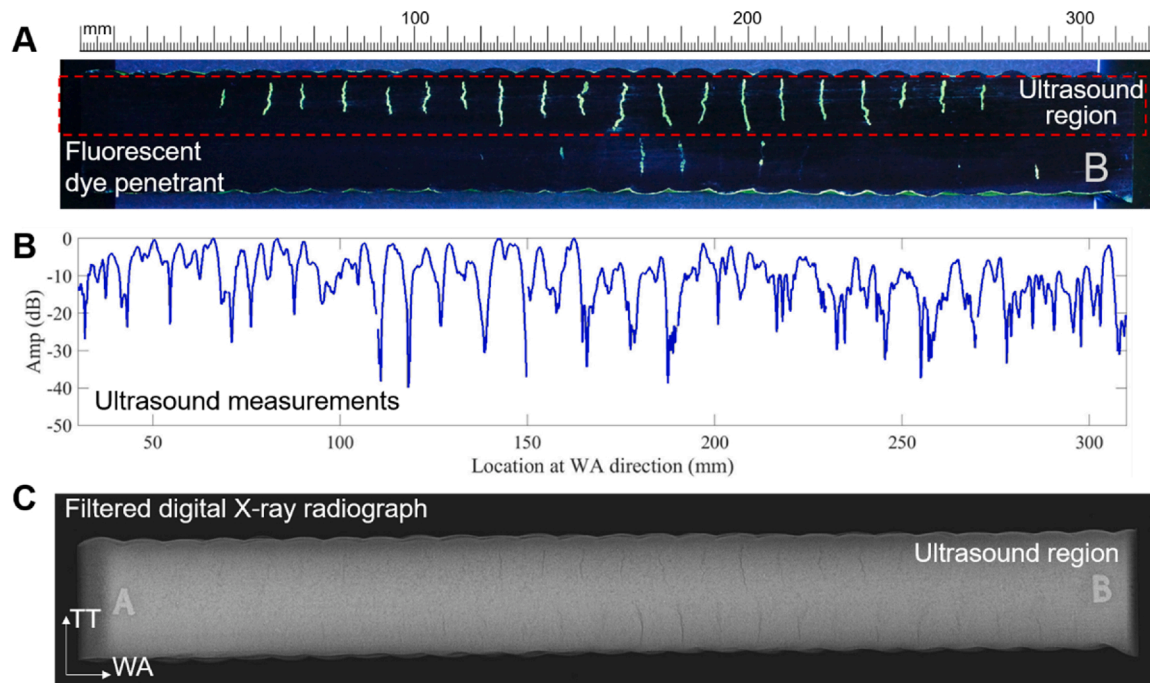 100 200 300
mm
A
Ultrasound
region
Fluorescent
dye penetrant
B
B
0
-10
-20
-30
-40
-50
Amp (dB)
Ultrasound measurements
50 100 150 200 250 300
Location at WA direction (mm)
C
Filtered digital X-ray radiograph
Ultrasound region
A
B
TT
WA